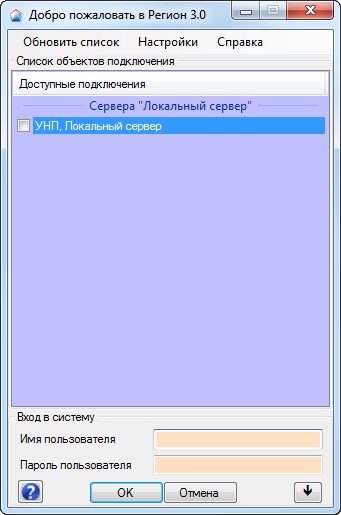 Добро пожаловать в Регион 3.0
Обновить список Настройки Справка
Список объектов подключения
Доступные подключения
Сервера "Локальный сервер"
УНП, Локальный сервер
Вход в систему
Имя пользователя
Пароль пользователя
? OK Отмена